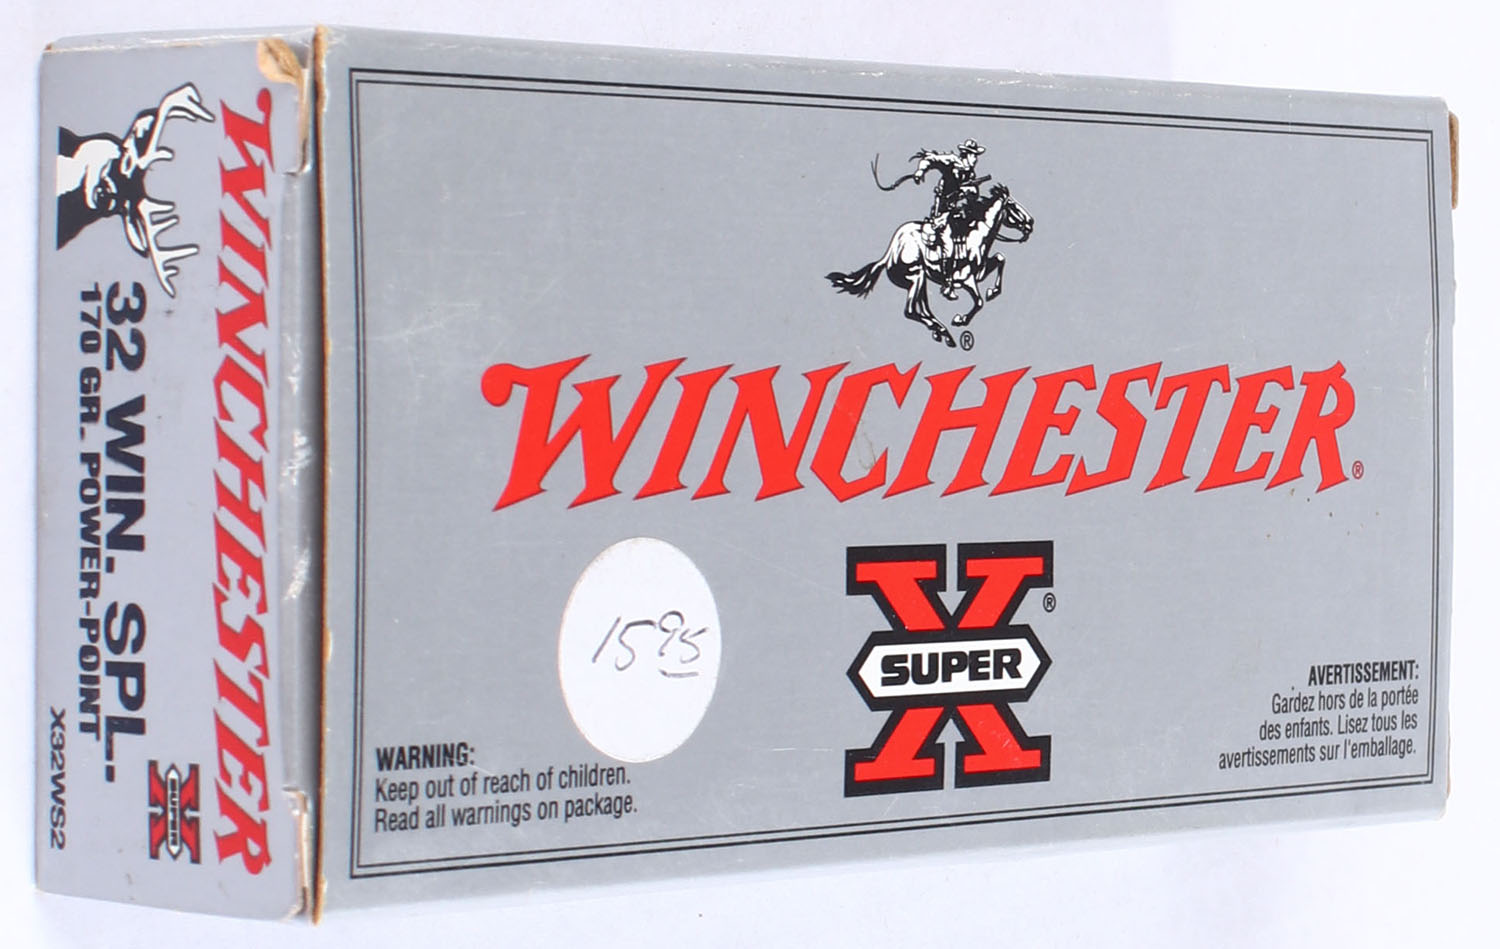 WINCHESTER
32 WIN. SPL.
170 GR. POWER-POINT
X32WS2
SUPER X
®
WINCHESTER®
15 95
SUPER X®
WARNING:
Keep out of reach of children.
Read all warnings on package.
AVERTISSEMENT:
Gardez hors de la portée
des enfants. Lisez tous les
avertissements sur l'emballage.